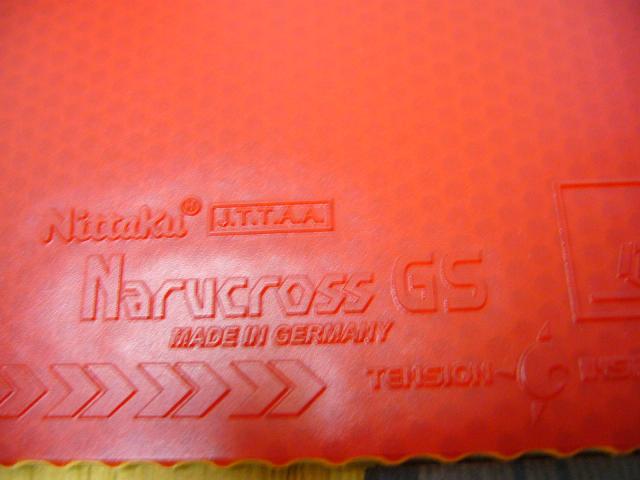 Nittaku® J.T.T.A.A.
Narucross GS
MADE IN GERMANY
TENSION